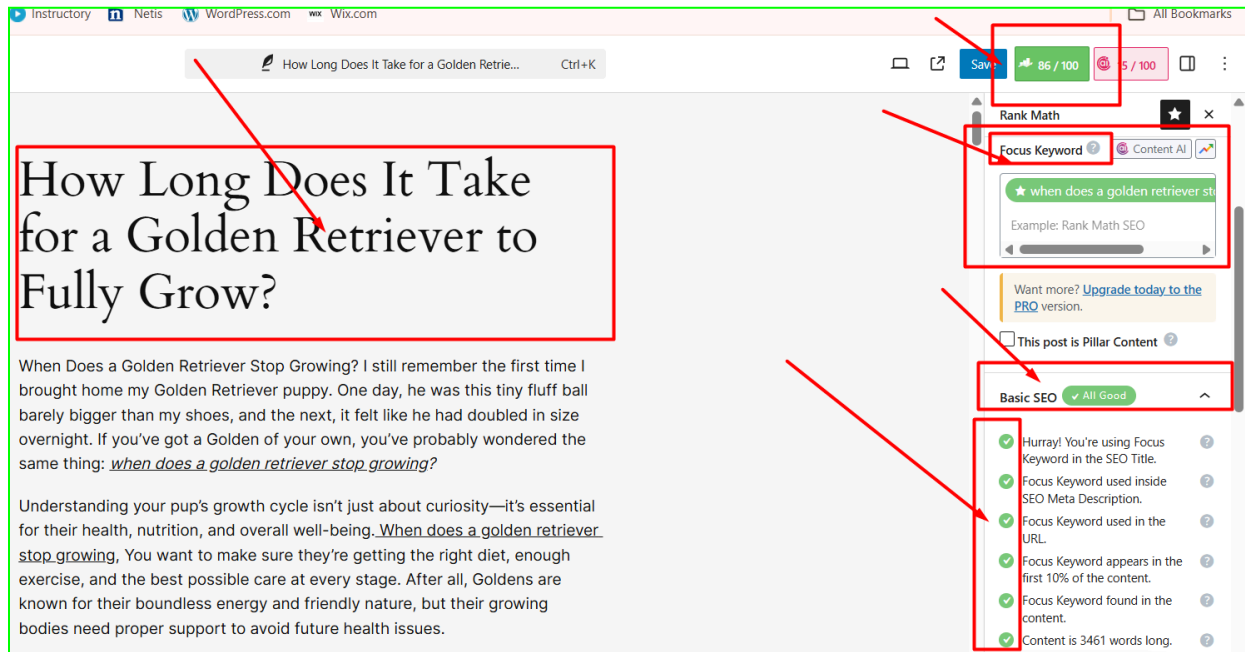 Instructory Netis WordPress.com WIX Wix.com All Bookmarks
How Long Does It Take for a Golden Retrie... Ctrl+K Save 86 / 100 / 100
How Long Does It Take
for a Golden Retriever to
Fully Grow?
When Does a Golden Retriever Stop Growing? I still remember the first time I
brought home my Golden Retriever puppy. One day, he was this tiny fluff ball
barely bigger than my shoes, and the next, it felt like he had doubled in size
overnight. If you’ve got a Golden of your own, you’ve probably wondered the
same thing: when does a golden retriever stop growing?
Understanding your pup’s growth cycle isn’t just about curiosity—it’s essential
for their health, nutrition, and overall well-being. When does a golden retriever
stop growing, You want to make sure they’re getting the right diet, enough
exercise, and the best possible care at every stage. After all, Goldens are
known for their boundless energy and friendly nature, but their growing
bodies need proper support to avoid future health issues.
Rank Math
Focus Keyword Content AI
when does a golden retriever sto
Example: Rank Math SEO
Want more? Upgrade today to the
PRO version.
This post is Pillar Content
Basic SEO All Good
Hurray! You're using Focus
Keyword in the SEO Title.
Focus Keyword used inside
SEO Meta Description.
Focus Keyword used in the
URL.
Focus Keyword appears in the
first 10% of the content.
Focus Keyword found in the
content.
Content is 3461 words long.